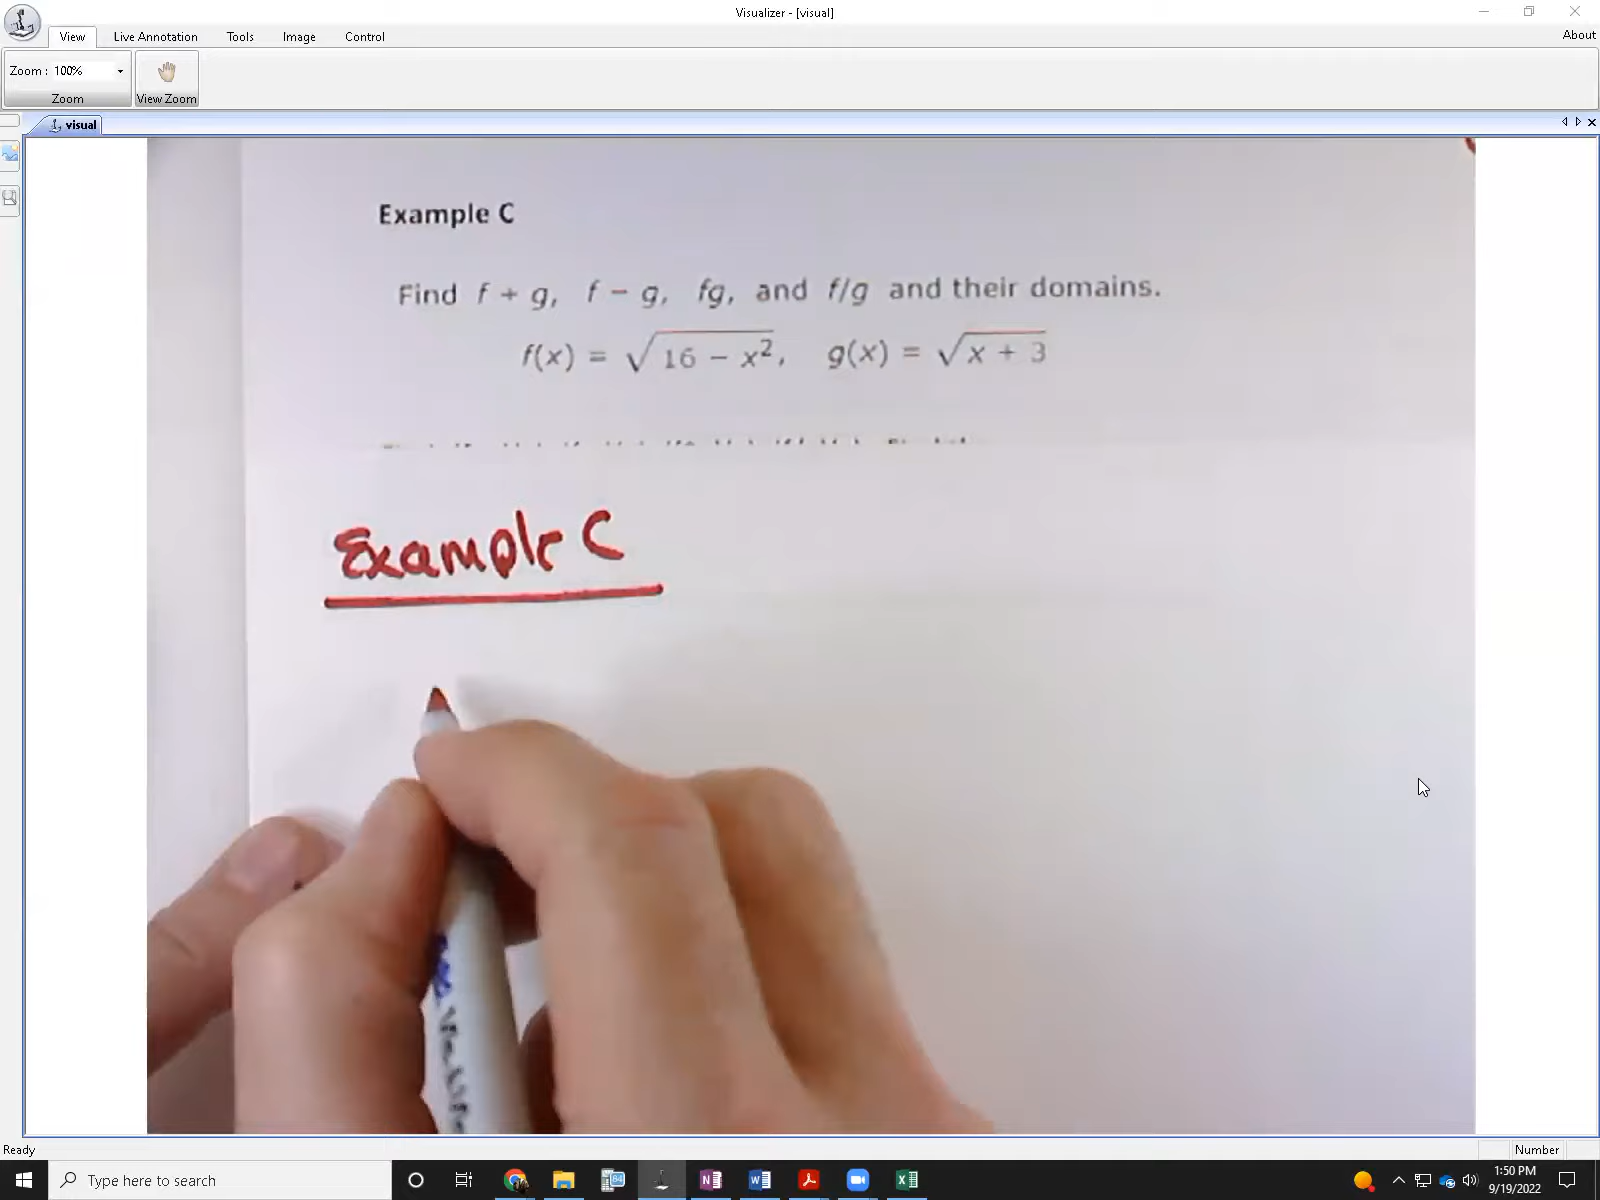 Visualizer - [visual]
View Live Annotation Tools Image Control About
Zoom : 100%
Zoom View Zoom
visual
Example C
Find f + g, f − g, fg, and f/g and their domains.
f(x) = √16 − x², g(x) = √x + 3
Example C
Ready Number
Type here to search
1:50 PM
9/19/2022